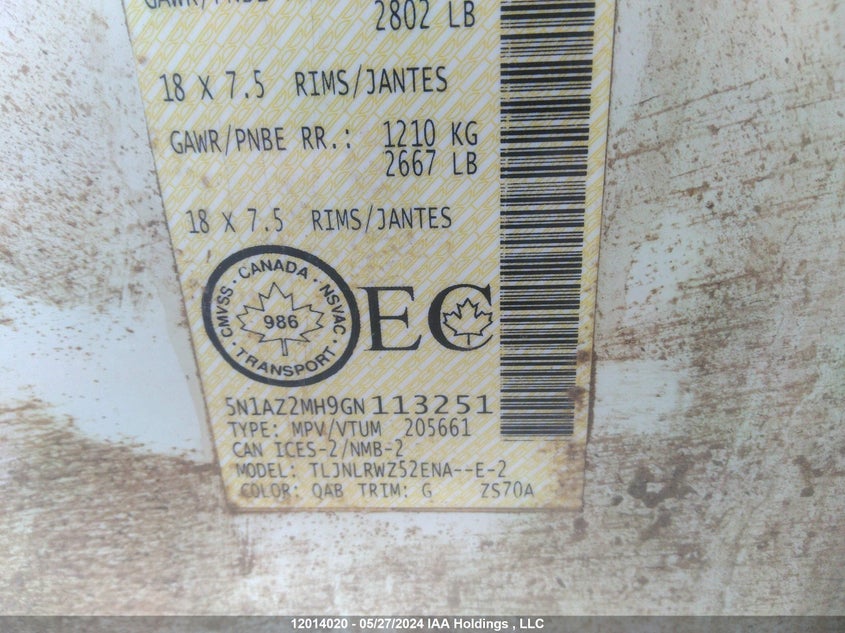 GAWR/PNBE
2802 LB
18 X 7.5 RIMS/JANTES
GAWR/PNBE RR.: 1210 KG
2667 LB
18 X 7.5 RIMS/JANTES
CMVSS · CANADA · NSVAC · TRANSPORT ·
986
EC
5N1AZ2MH9GN113251
TYPE: MPV/VTUM 205661
CAN ICES-2/NMB-2
MODEL: TLJNLRWZ52ENA--E-2
COLOR: QAB TRIM: G ZS70A
12014020 - 05/27/2024 IAA Holdings , LLC